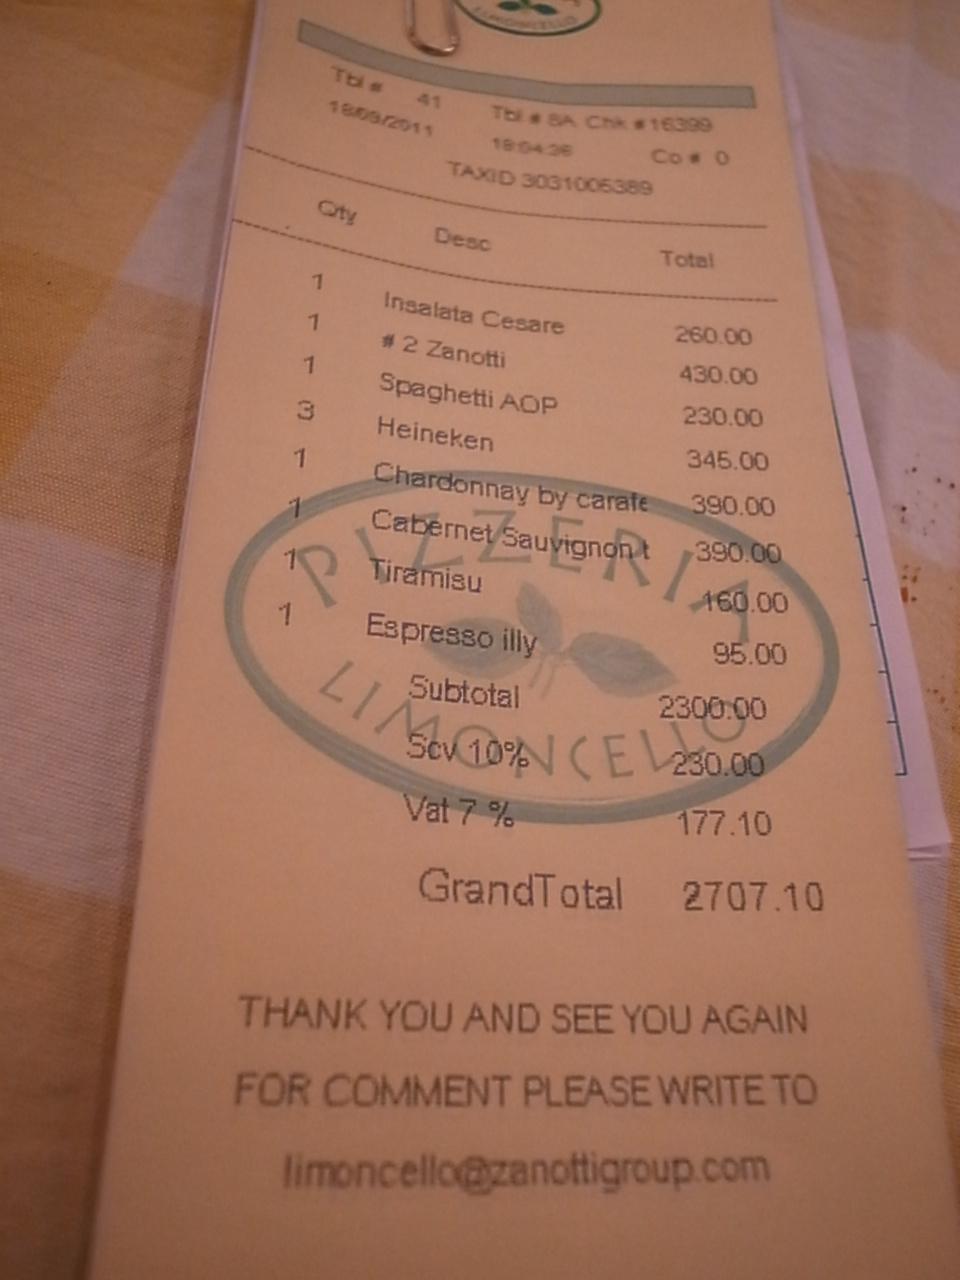 LIMONCELLO
Tbl # 41 Tbl # 8A Chk # 16399
18/09/2011 18:04:36 Co # 0
TAXID 3031005389
Qty Desc Total
1 Insalata Cesare 260.00
1 # 2 Zanotti 430.00
1 Spaghetti AOP 230.00
3 Heineken 345.00
1 Chardonnay by carafe 390.00
1 Cabernet Sauvignon t 390.00
1 Tiramisu 160.00
1 Espresso illy 95.00
Subtotal 2300.00
Scv 10% 230.00
Vat 7 % 177.10
GrandTotal 2707.10
PIZZERIA
LIMONCELLO
THANK YOU AND SEE YOU AGAIN
FOR COMMENT PLEASE WRITE TO
limoncello@zanottigroup.com